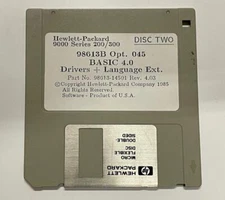 Hewlett-Packard
9000 Series 200/300
DISC TWO
98613B Opt. 045
BASIC 4.0
Drivers + Language Ext.
Part No. 98613-14501 Rev. 4.02
©Copyright Hewlett-Packard Company 1985
All Rights Reserved.
Software - Product of U.S.A.
HEWLETT
PACKARD
MICRO
FLEXIBLE
DISC
DOUBLE
SIDED